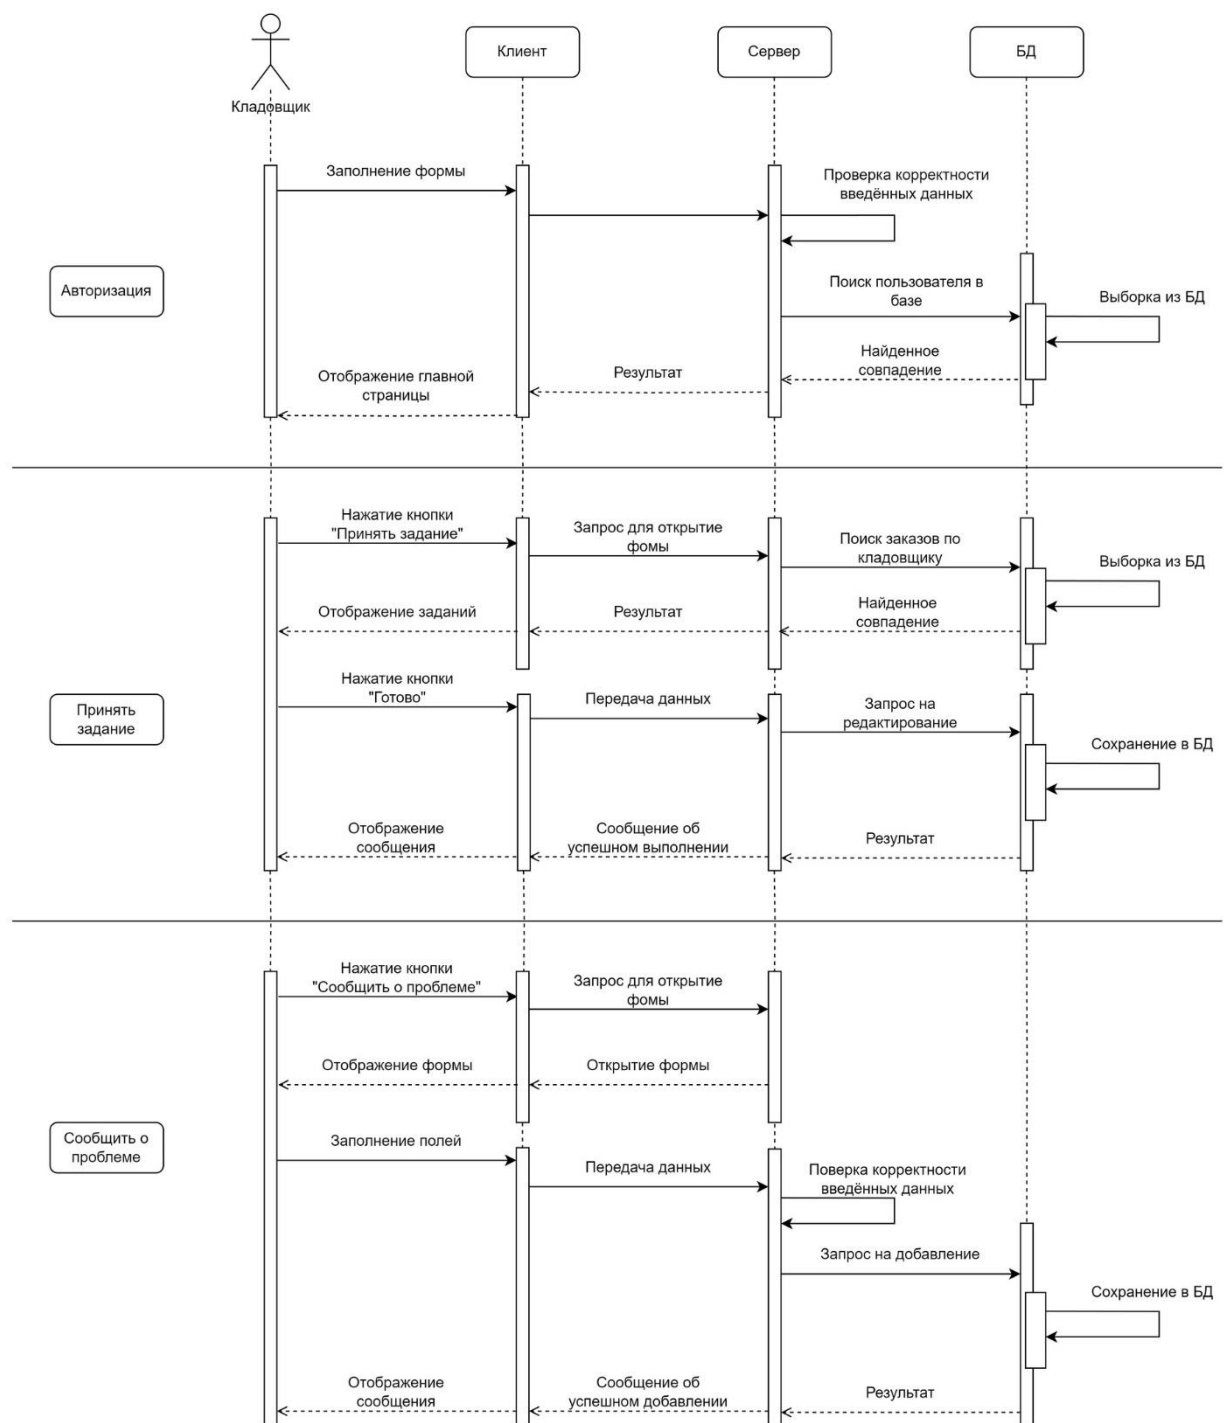 Клиент
Сервер
БД
Кладовщик
Заполнение формы
Проверка корректности
введённых данных
Авторизация
Поиск пользователя в
базе
Выборка из БД
Найденное
совпадение
Результат
Отображение главной
страницы
Нажатие кнопки
"Принять задание"
Запрос для открытие
фомы
Поиск заказов по
кладовщику
Выборка из БД
Отображение заданий
Результат
Найденное
совпадение
Принять
задание
Нажатие кнопки
"Готово"
Передача данных
Запрос на
редактирование
Сохранение в БД
Отображение
сообщения
Сообщение об
успешном выполнении
Результат
Нажатие кнопки
"Сообщить о проблеме"
Запрос для открытие
фомы
Отображение формы
Открытие формы
Сообщить о
проблеме
Заполнение полей
Передача данных
Поверка корректности
введённых данных
Запрос на добавление
Сохранение в БД
Отображение
сообщения
Сообщение об
успешном добавлении
Результат